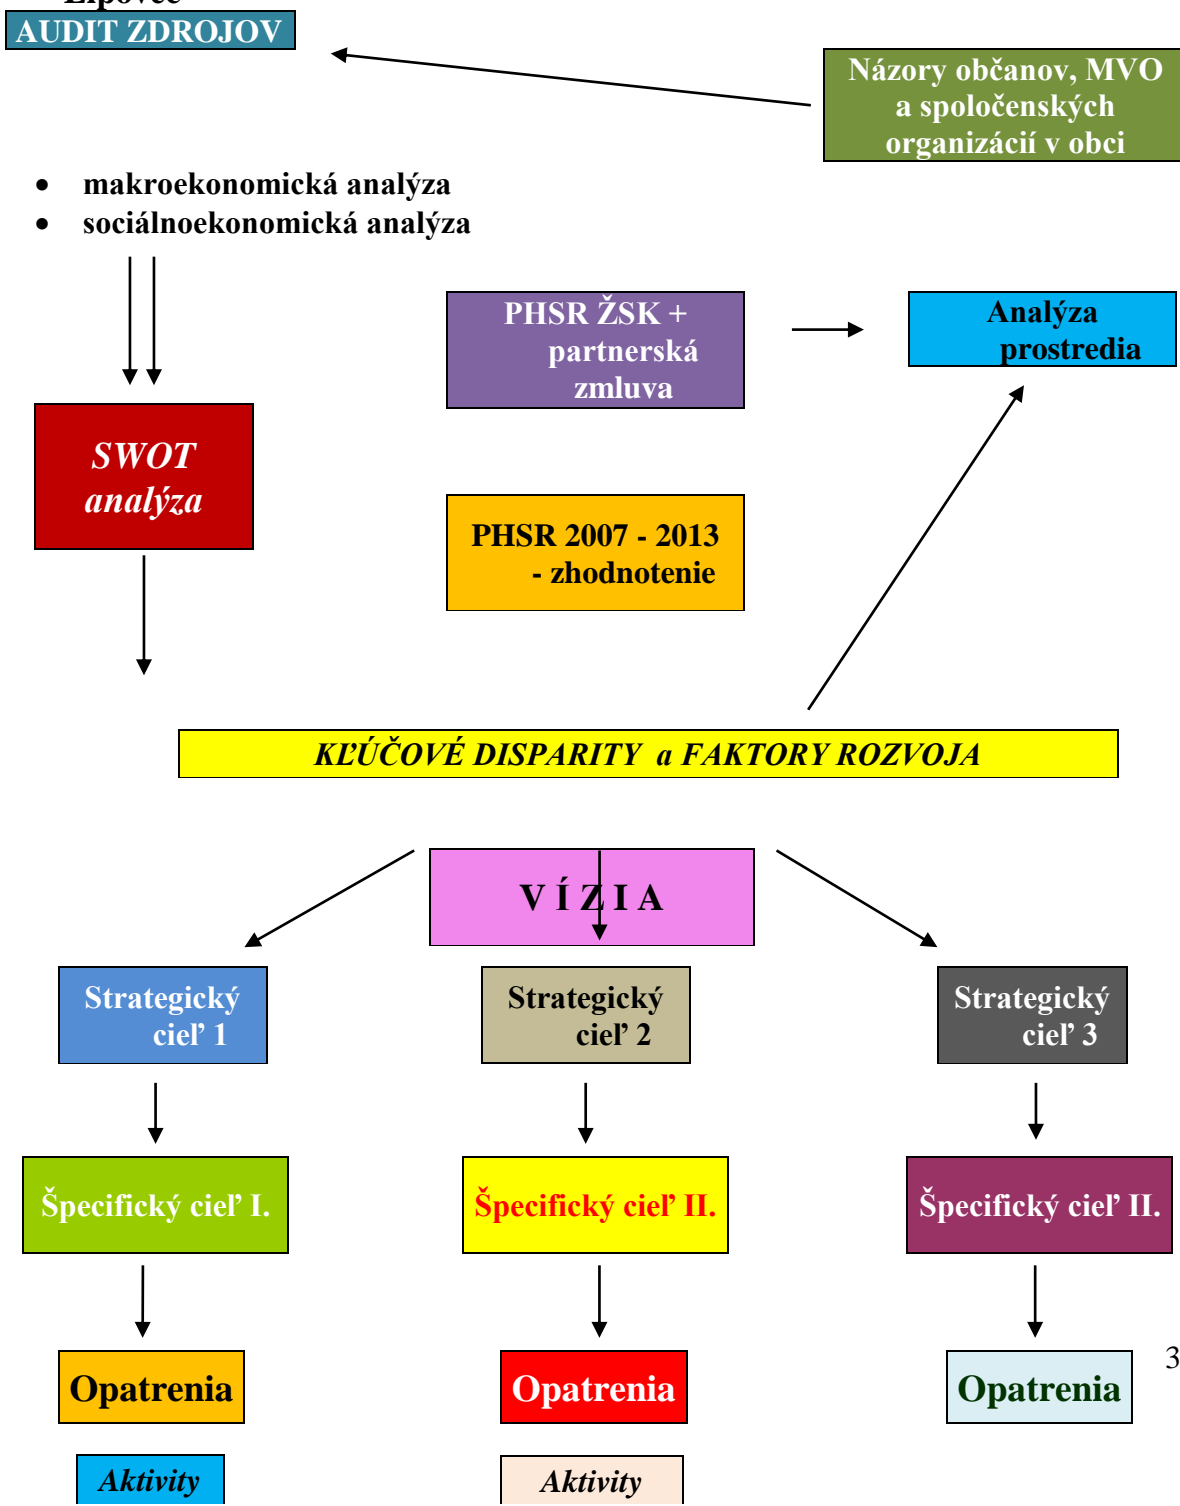 Lipovec
AUDIT ZDROJOV
Názory občanov, MVO
a spoločenských
organizácií v obci
• makroekonomická analýza
• sociálnoekonomická analýza
PHSR ŽSK +
partnerská
zmluva
Analýza
prostredia
SWOT
analýza
PHSR 2007 - 2013
- zhodnotenie
KĽÚČOVÉ DISPARITY a FAKTORY ROZVOJA
V Í Z I A
Strategický
cieľ 1
Strategický
cieľ 2
Strategický
cieľ 3
Špecifický cieľ I.
Špecifický cieľ II.
Špecifický cieľ II.
Opatrenia
Opatrenia
Opatrenia
3
Aktivity
Aktivity